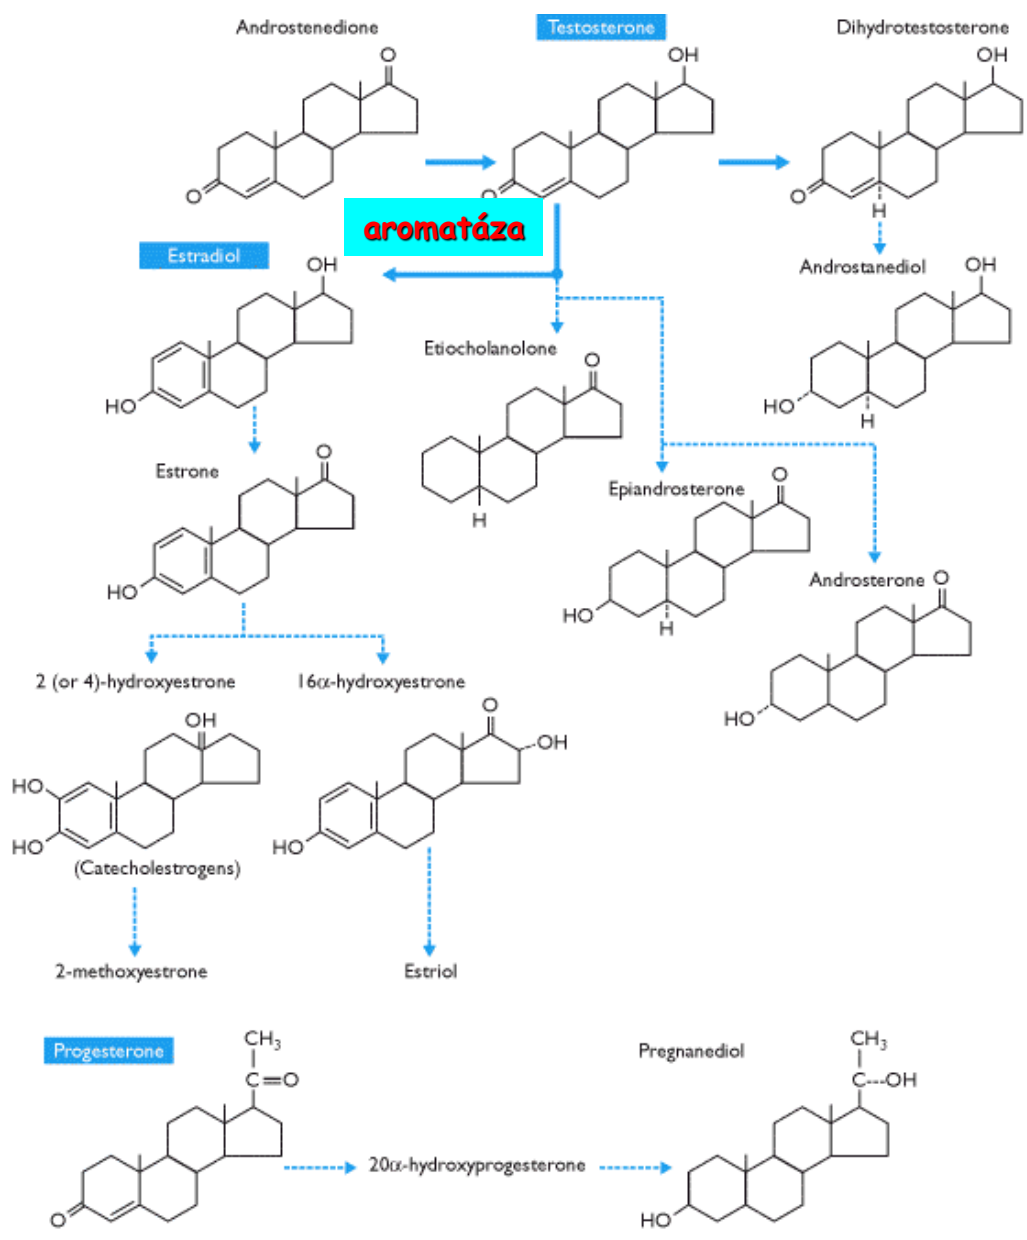 Androstenedione
Testosterone
Dihydrotestosterone
O
OH
OH
O
O
O
H
aromatáza
Estradiol
OH
Androstanediol
OH
Etiocholanolone
O
HO
HO
H
Estrone
O
Epiandrosterone
O
H
HO
Androsterone
O
HO
H
2 (or 4)-hydroxyestrone
16α-hydroxyestrone
OH
O
HO
OH
HO
HO
HO
(Catecholestrogens)
2-methoxyestrone
Estriol
Progesterone
CH3
Pregnanediol
CH3
C=O
C---OH
20α-hydroxyprogesterone
O
HO